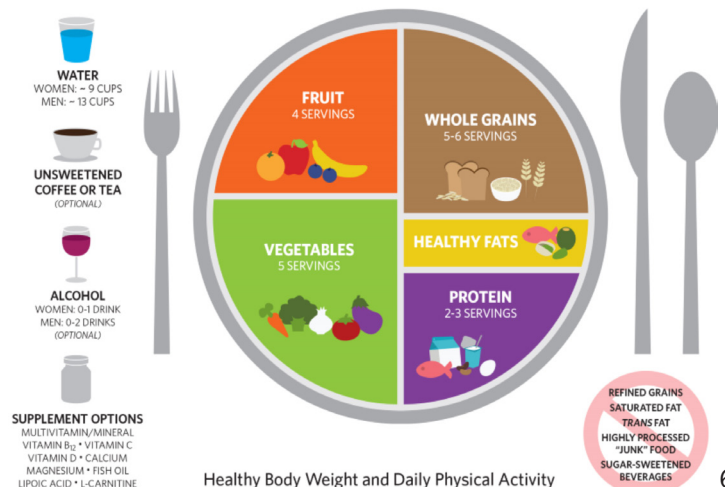 WATER
WOMEN: ~ 9 CUPS
MEN: ~ 13 CUPS
UNSWEETENED
COFFEE OR TEA
(OPTIONAL)
ALCOHOL
WOMEN: 0-1 DRINK
MEN: 0-2 DRINKS
(OPTIONAL)
SUPPLEMENT OPTIONS
MULTIVITAMIN/MINERAL
VITAMIN B₁₂ • VITAMIN C
VITAMIN D • CALCIUM
MAGNESIUM • FISH OIL
LIPOIC ACID • L-CARNITINE
FRUIT
4 SERVINGS
WHOLE GRAINS
5-6 SERVINGS
VEGETABLES
5 SERVINGS
HEALTHY FATS
PROTEIN
2-3 SERVINGS
REFINED GRAINS
SATURATED FAT
TRANS FAT
HIGHLY PROCESSED
"JUNK" FOOD
SUGAR-SWEETENED
BEVERAGES
Healthy Body Weight and Daily Physical Activity